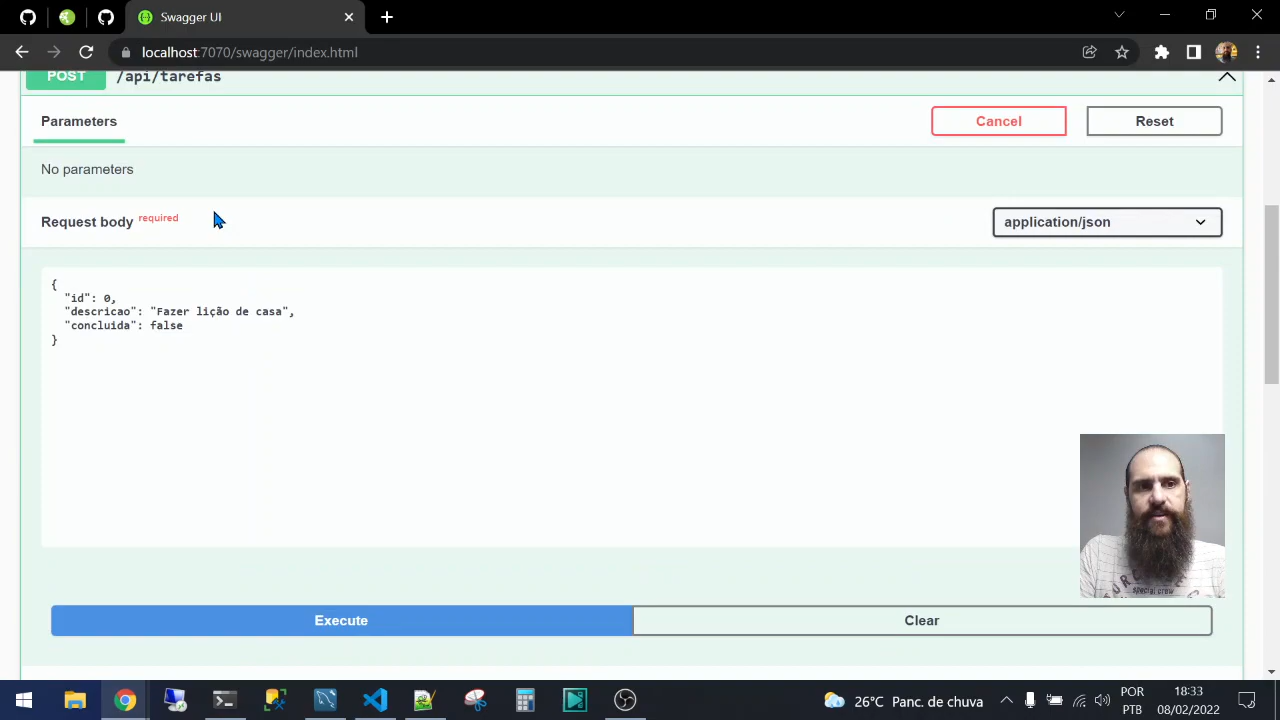 Swagger UI
localhost:7070/swagger/index.html
POST /api/tarefas
Parameters
Cancel
Reset
No parameters
Request body required
application/json
{
"id": 0,
"descricao": "Fazer lição de casa",
"concluida": false
}
special crew
Execute
Clear
26°C Panc. de chuva
POR
PTB
18:33
08/02/2022